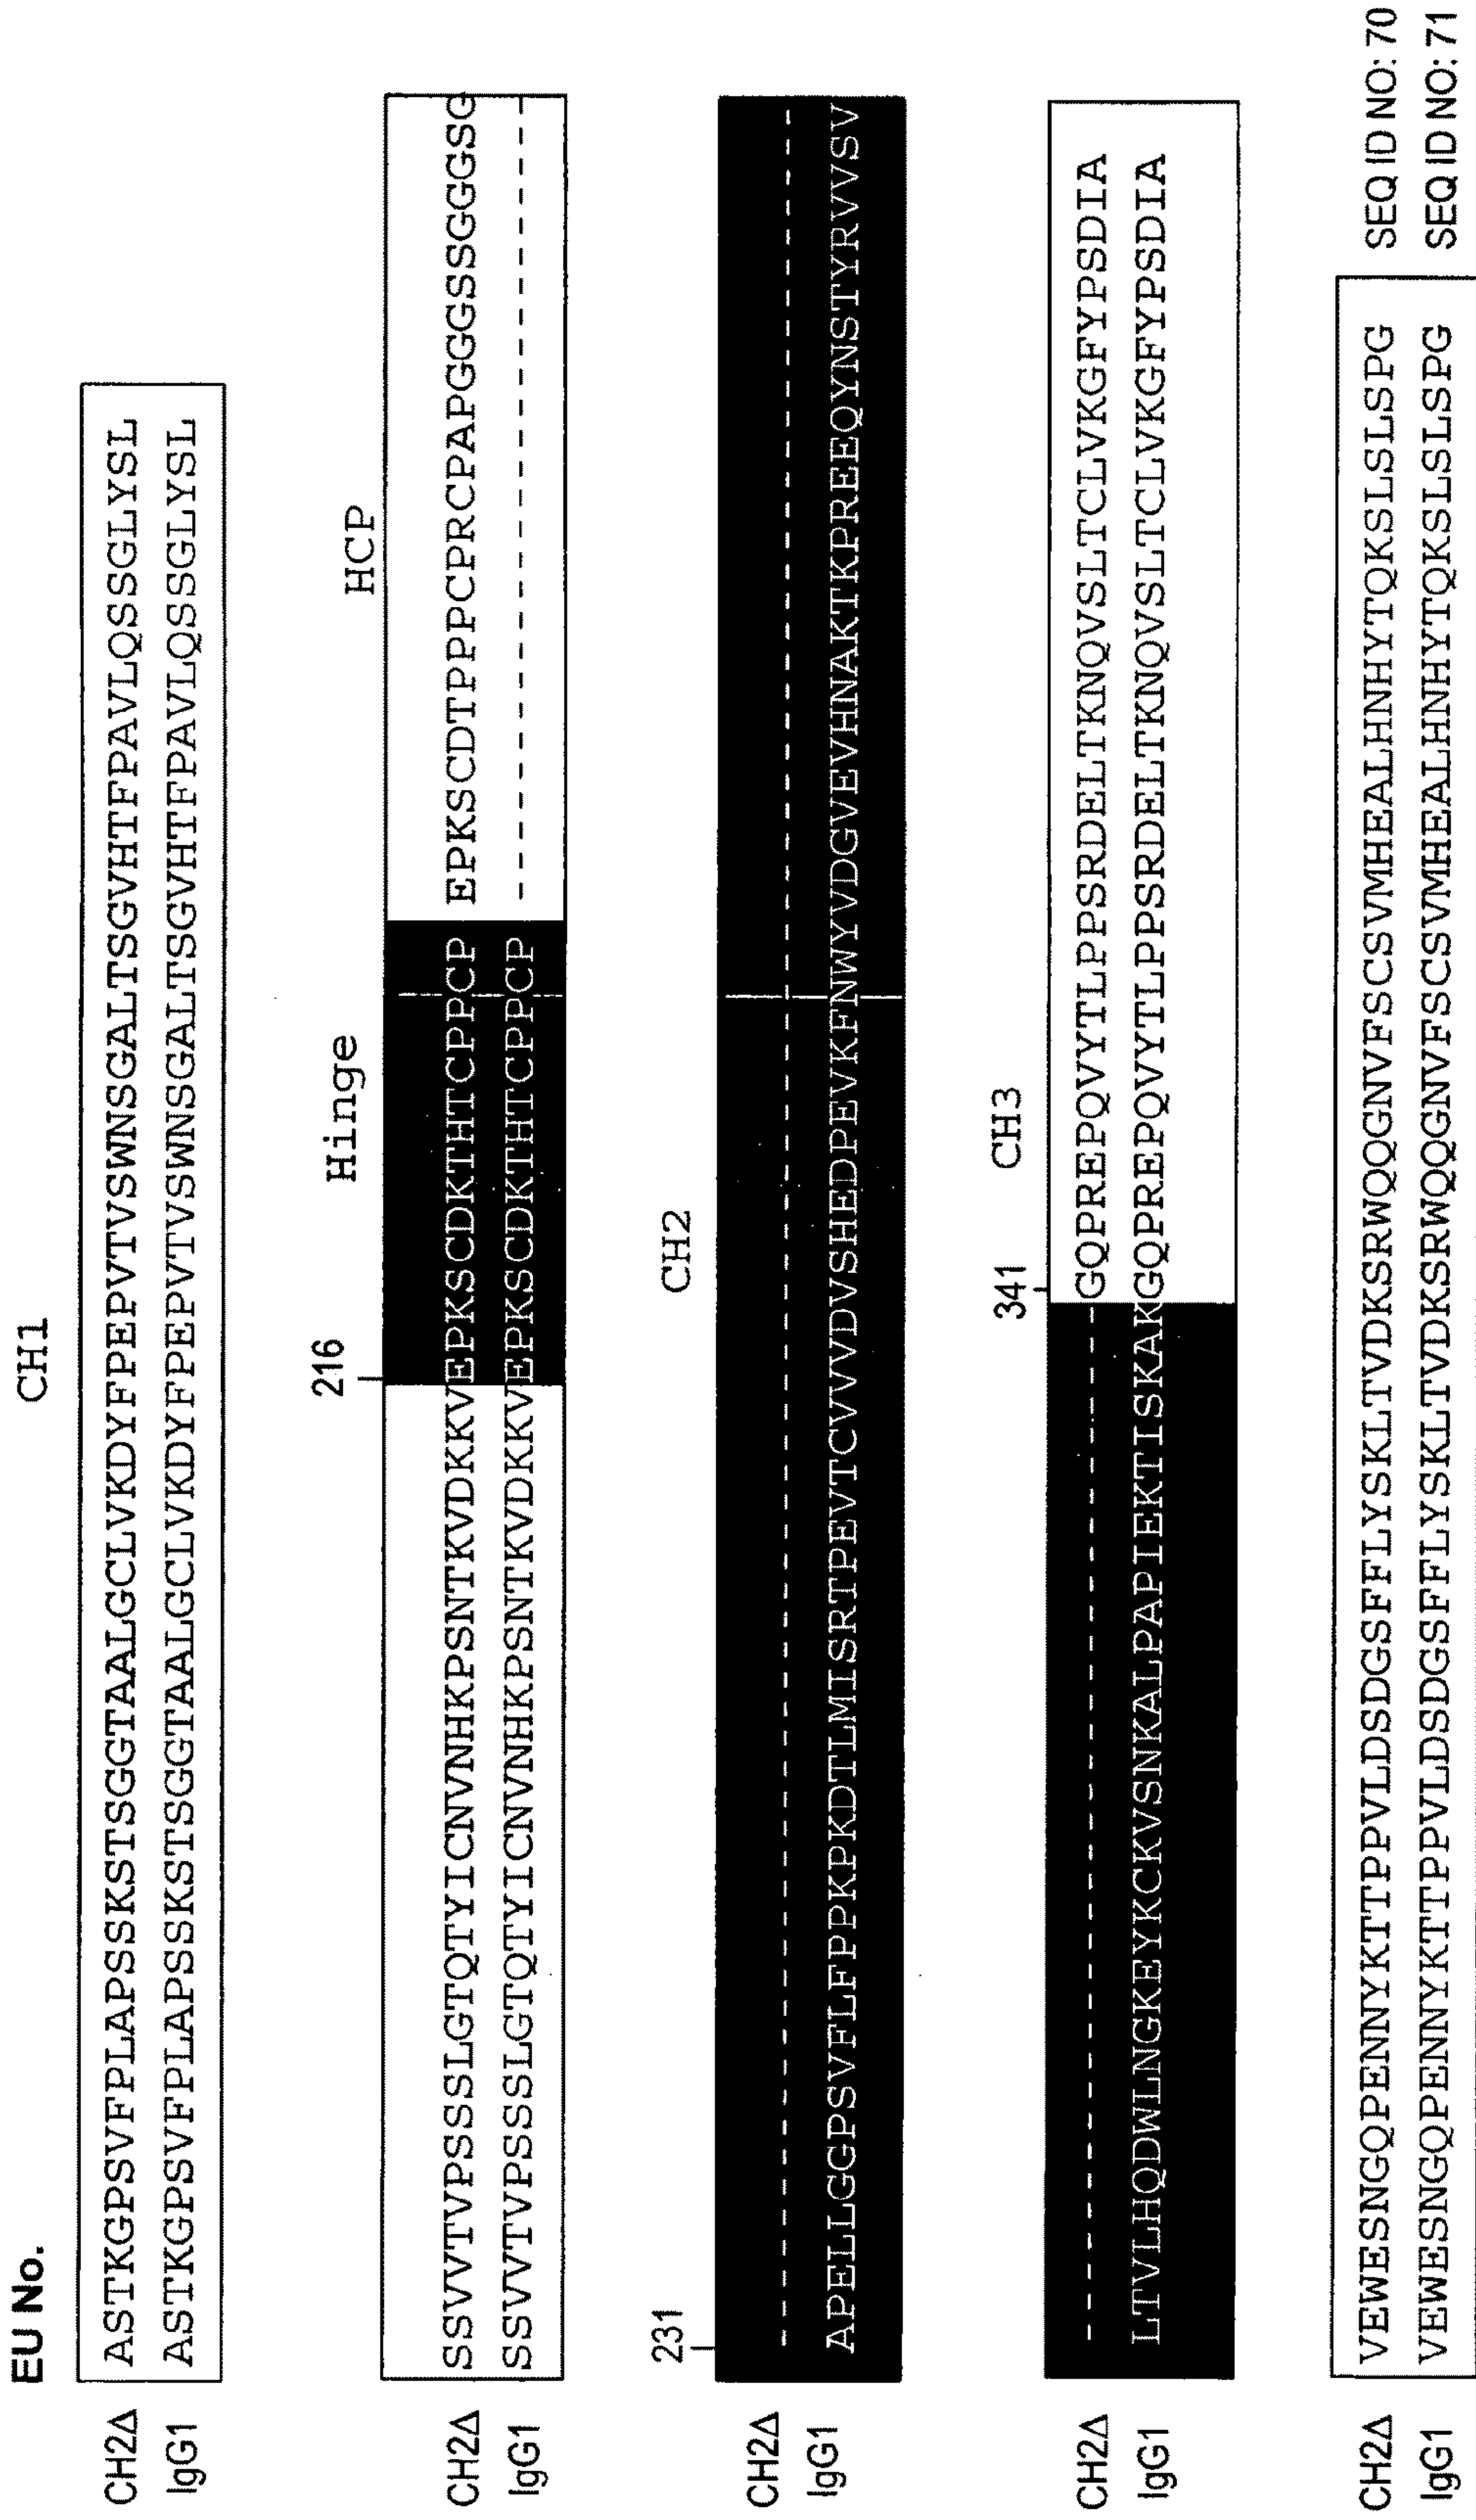 EU No.
CH1
CH2Δ ASTKGPSVFPLAPSSKSTSGGTAALGCLVKDYFPEPVTVSWNSGALTSGVHTFPAVLQSSGLYSL
IgG1 ASTKGPSVFPLAPSSKSTSGGTAALGCLVKDYFPEPVTVSWNSGALTSGVHTFPAVLQSSGLYSL
216 Hinge HCP
CH2Δ SSVVTVPSSSLGTQTYICNVNHKPSNTKVDKKVEPKSCDKTHTCPPCP EPKSCDTPPPCPRCPAPGGGSSGGGSG
IgG1 SSVVTVPSSSLGTQTYICNVNHKPSNTKVDKKVEPKSCDKTHTCPPCP --------------------------
231 CH2
CH2Δ ---------------------------------------------------------------------------
IgG1 APELLGGPSVFLFPPKPKDTLMISRTPEVTCVVVDVSHEDPEVKFNWYVDGVEVHNAKTKPREEQYNSTYRVVSV
341 CH3
CH2Δ -----------------------------------GQPREPQVYTLPPSRDELTKNQVSLTCLVKGFYPSDIA
IgG1 LTVLHQDWLNGKEYKCKVSNKALPAPIEKTISKAKGQPREPQVYTLPPSRDELTKNQVSLTCLVKGFYPSDIA
CH2Δ VEWESNGQPENNYKTTPPVLDSDGSFFLYSKLTVDKSRWQQGNVFSCSVMHEALHNHYTQKSLSLSPG SEQ ID NO: 70
IgG1 VEWESNGQPENNYKTTPPVLDSDGSFFLYSKLTVDKSRWQQGNVFSCSVMHEALHNHYTQKSLSLSPG SEQ ID NO: 71